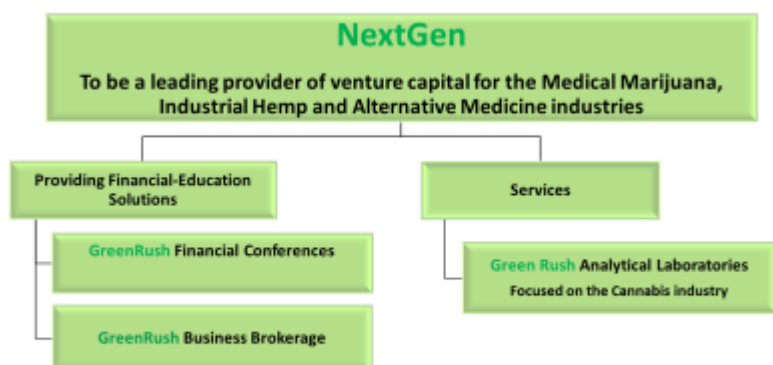 NextGen
To be a leading provider of venture capital for the Medical Marijuana,
Industrial Hemp and Alternative Medicine industries
Providing Financial-Education
Solutions
Services
GreenRush Financial Conferences
Green Rush Analytical Laboratories
Focused on the Cannabis industry
GreenRush Business Brokerage